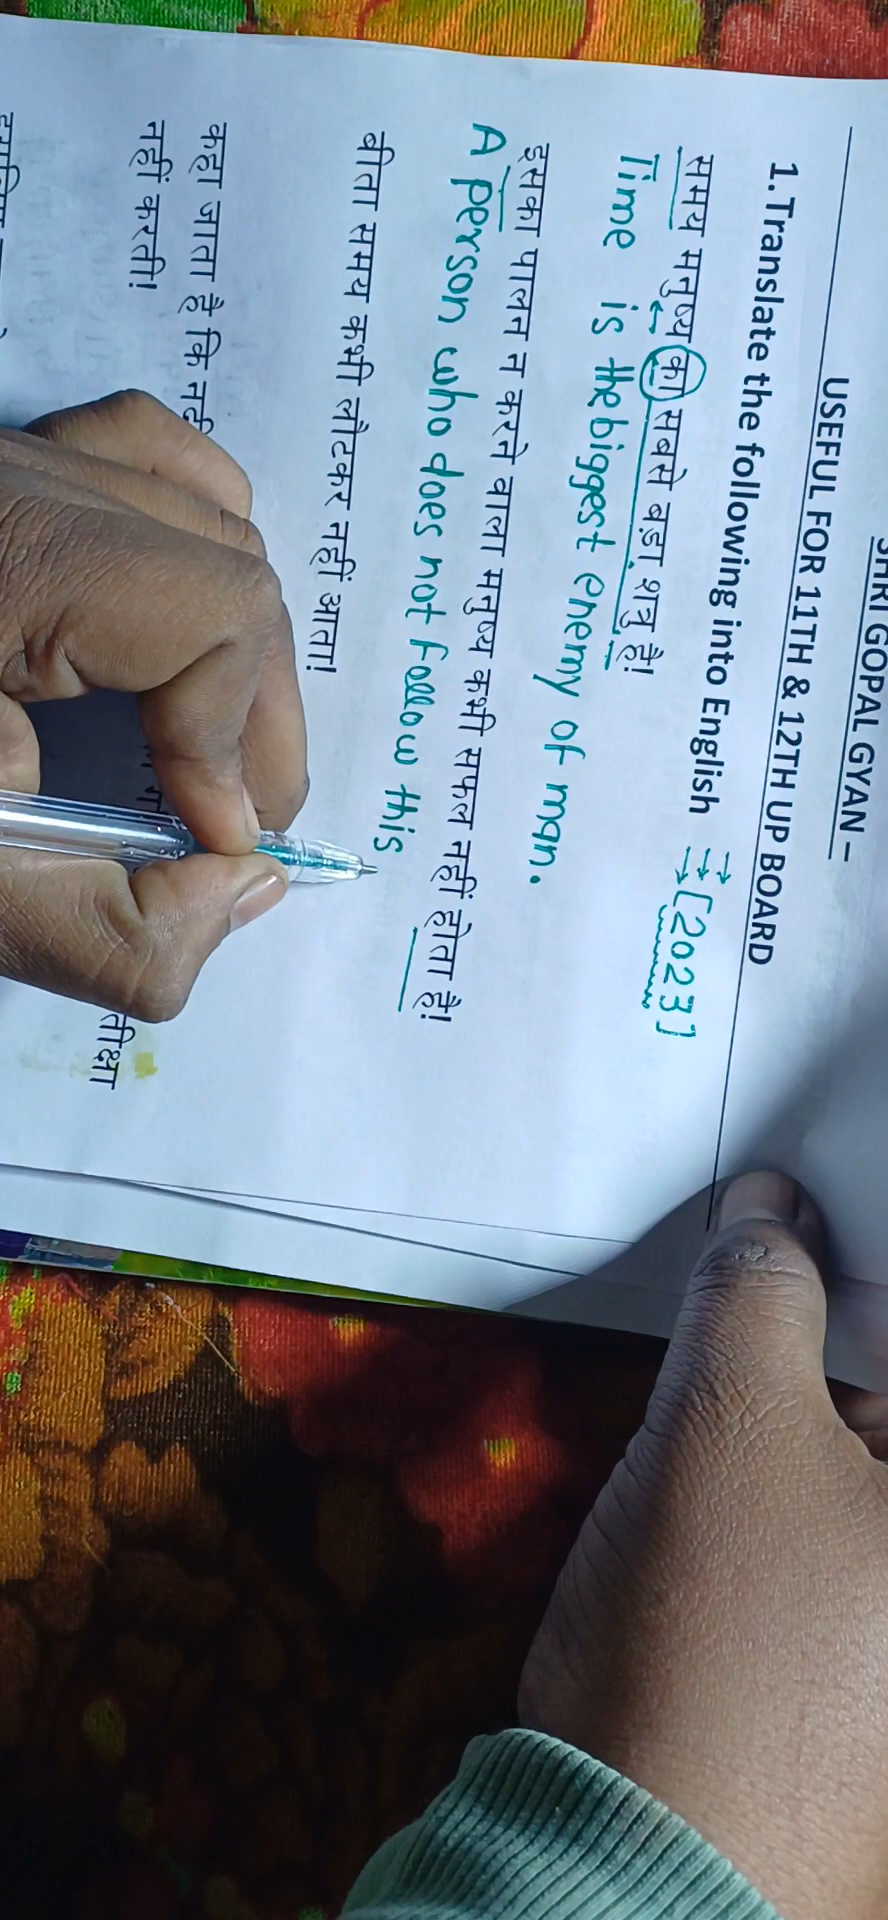 SHRI GOPAL GYAN –
USEFUL FOR 11TH & 12TH UP BOARD
1.Translate the following into English →→→ [2023]
समय मनुष्य का सबसे बड़ा शत्रु है!
Time is the biggest enemy of man.
इसका पालन न करने वाला मनुष्य कभी सफल नहीं होता है!
A person who does not follow this
बीता समय कभी लौटकर नहीं आता!
कहा जाता है कि
नहीं करती!